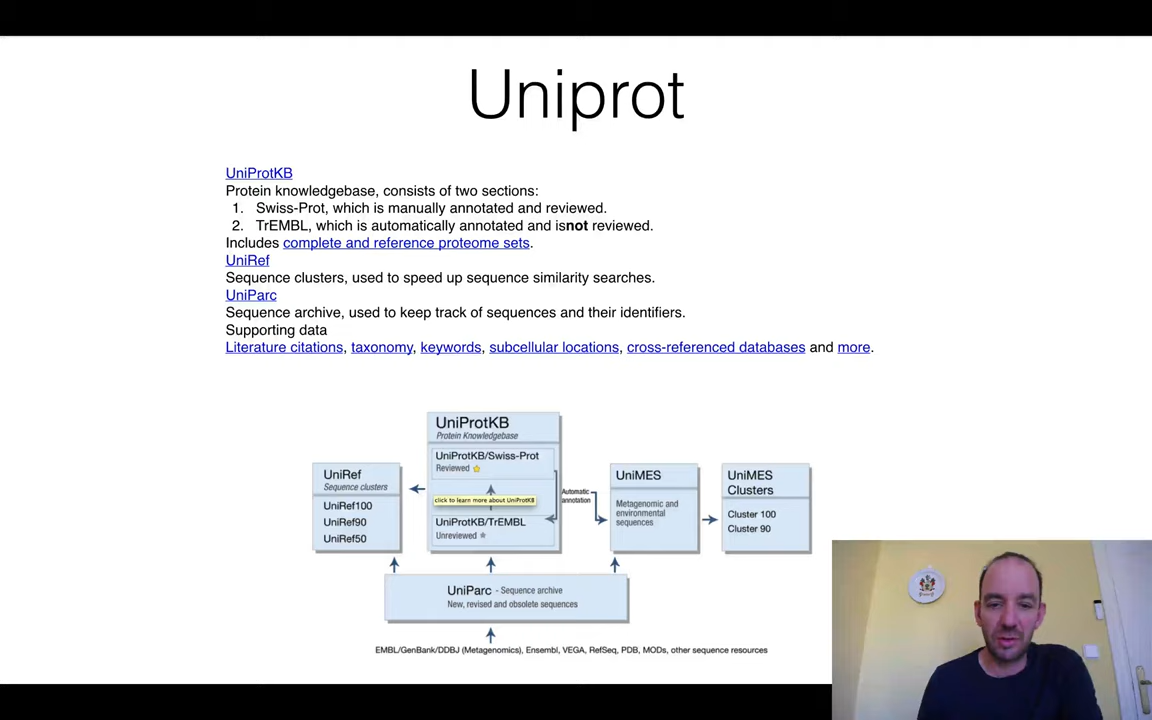 Uniprot
UniProtKB
Protein knowledgebase, consists of two sections:
1. Swiss-Prot, which is manually annotated and reviewed.
2. TrEMBL, which is automatically annotated and isnot reviewed.
Includes complete and reference proteome sets.
UniRef
Sequence clusters, used to speed up sequence similarity searches.
UniParc
Sequence archive, used to keep track of sequences and their identifiers.
Supporting data
Literature citations, taxonomy, keywords, subcellular locations, cross-referenced databases and more.
UniProtKB
Protein Knowledgebase
UniProtKB/Swiss-Prot
Reviewed
click to learn more about UniProtKB
UniProtKB/TrEMBL
Unreviewed
UniRef
Sequence clusters
UniRef100
UniRef90
UniRef50
Automatic
annotation
UniMES
Metagenomic and
environmental
sequences
UniMES
Clusters
Cluster 100
Cluster 90
UniParc - Sequence archive
New, revised and obsolete sequences
EMBL/GenBank/DDBJ (Metagenomics), Ensembl, VEGA, RefSeq, PDB, MODs, other sequence resources